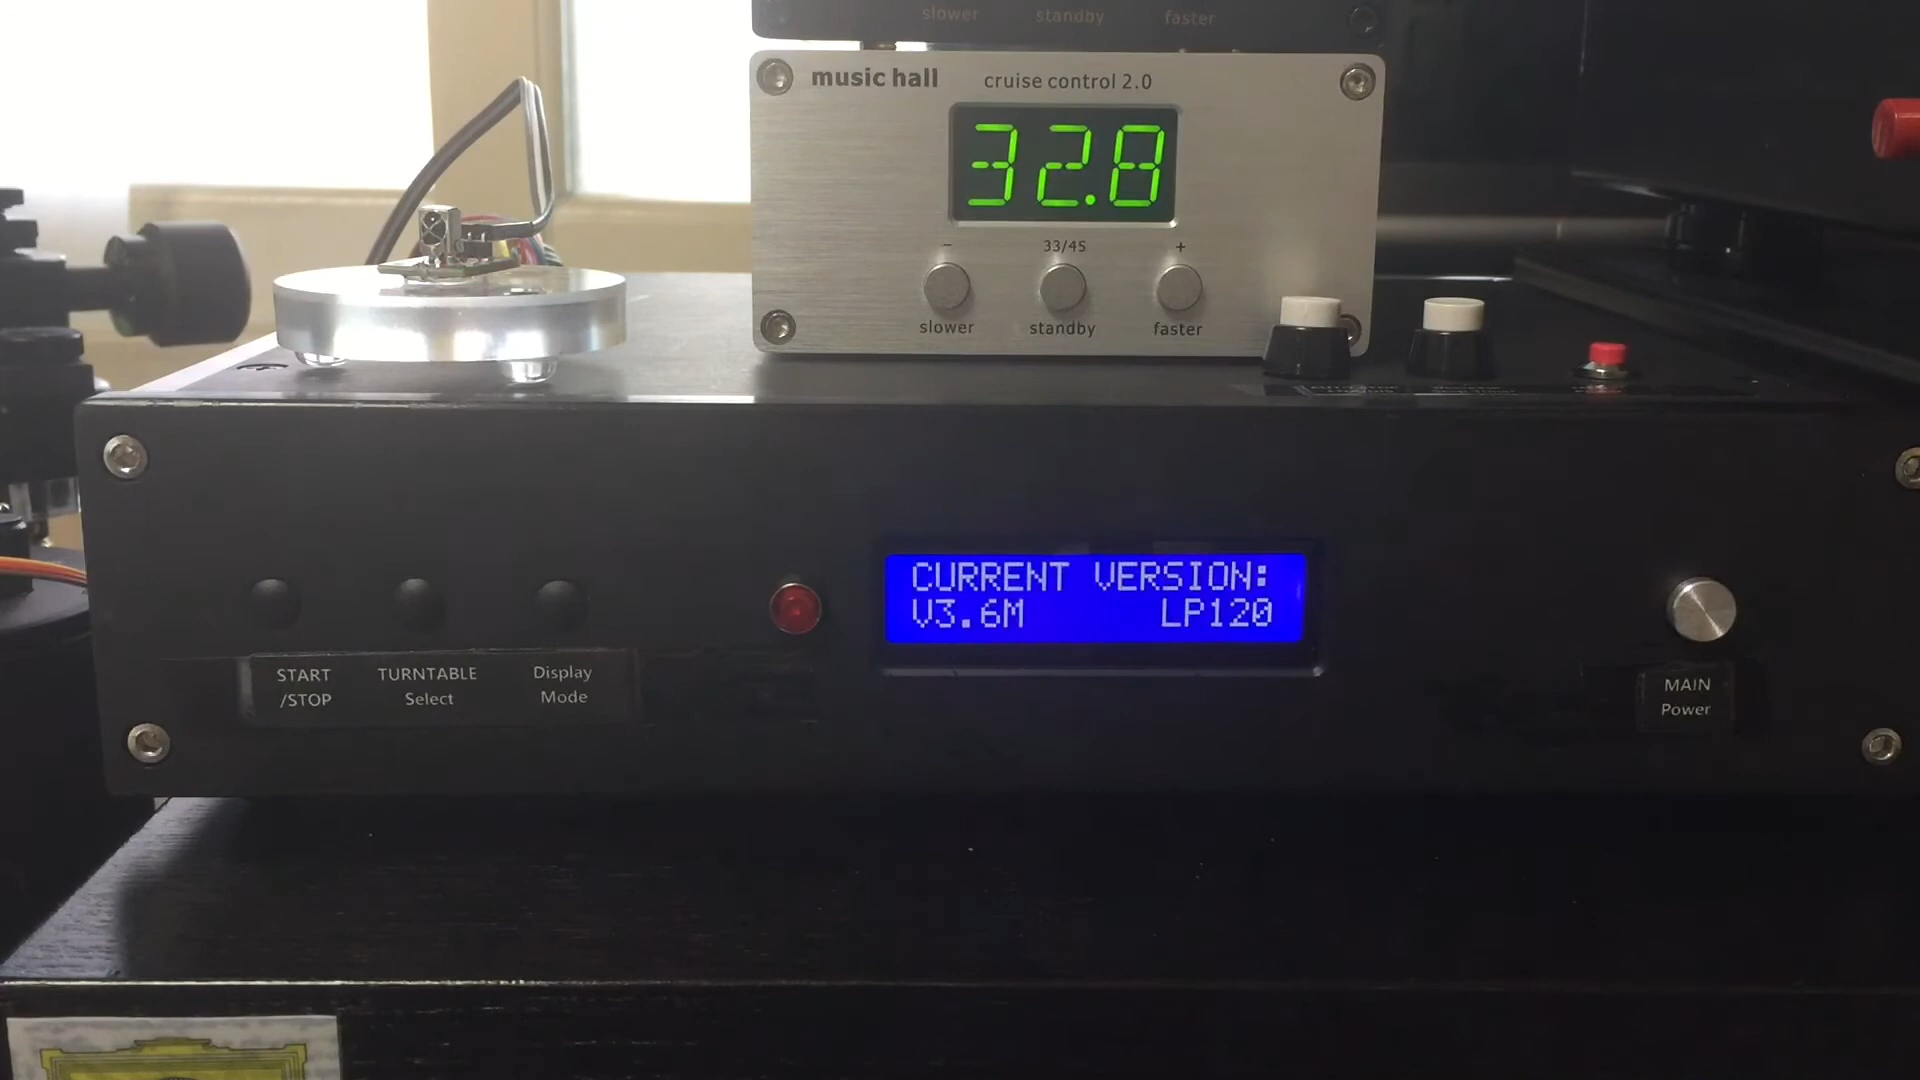 slower standby faster
music hall cruise control 2.0
32.8
- 33/45 +
slower standby faster
CURRENT VERSION:
V3.6M LP120
START
/STOP
TURNTABLE
Select
Display
Mode
MAIN
Power